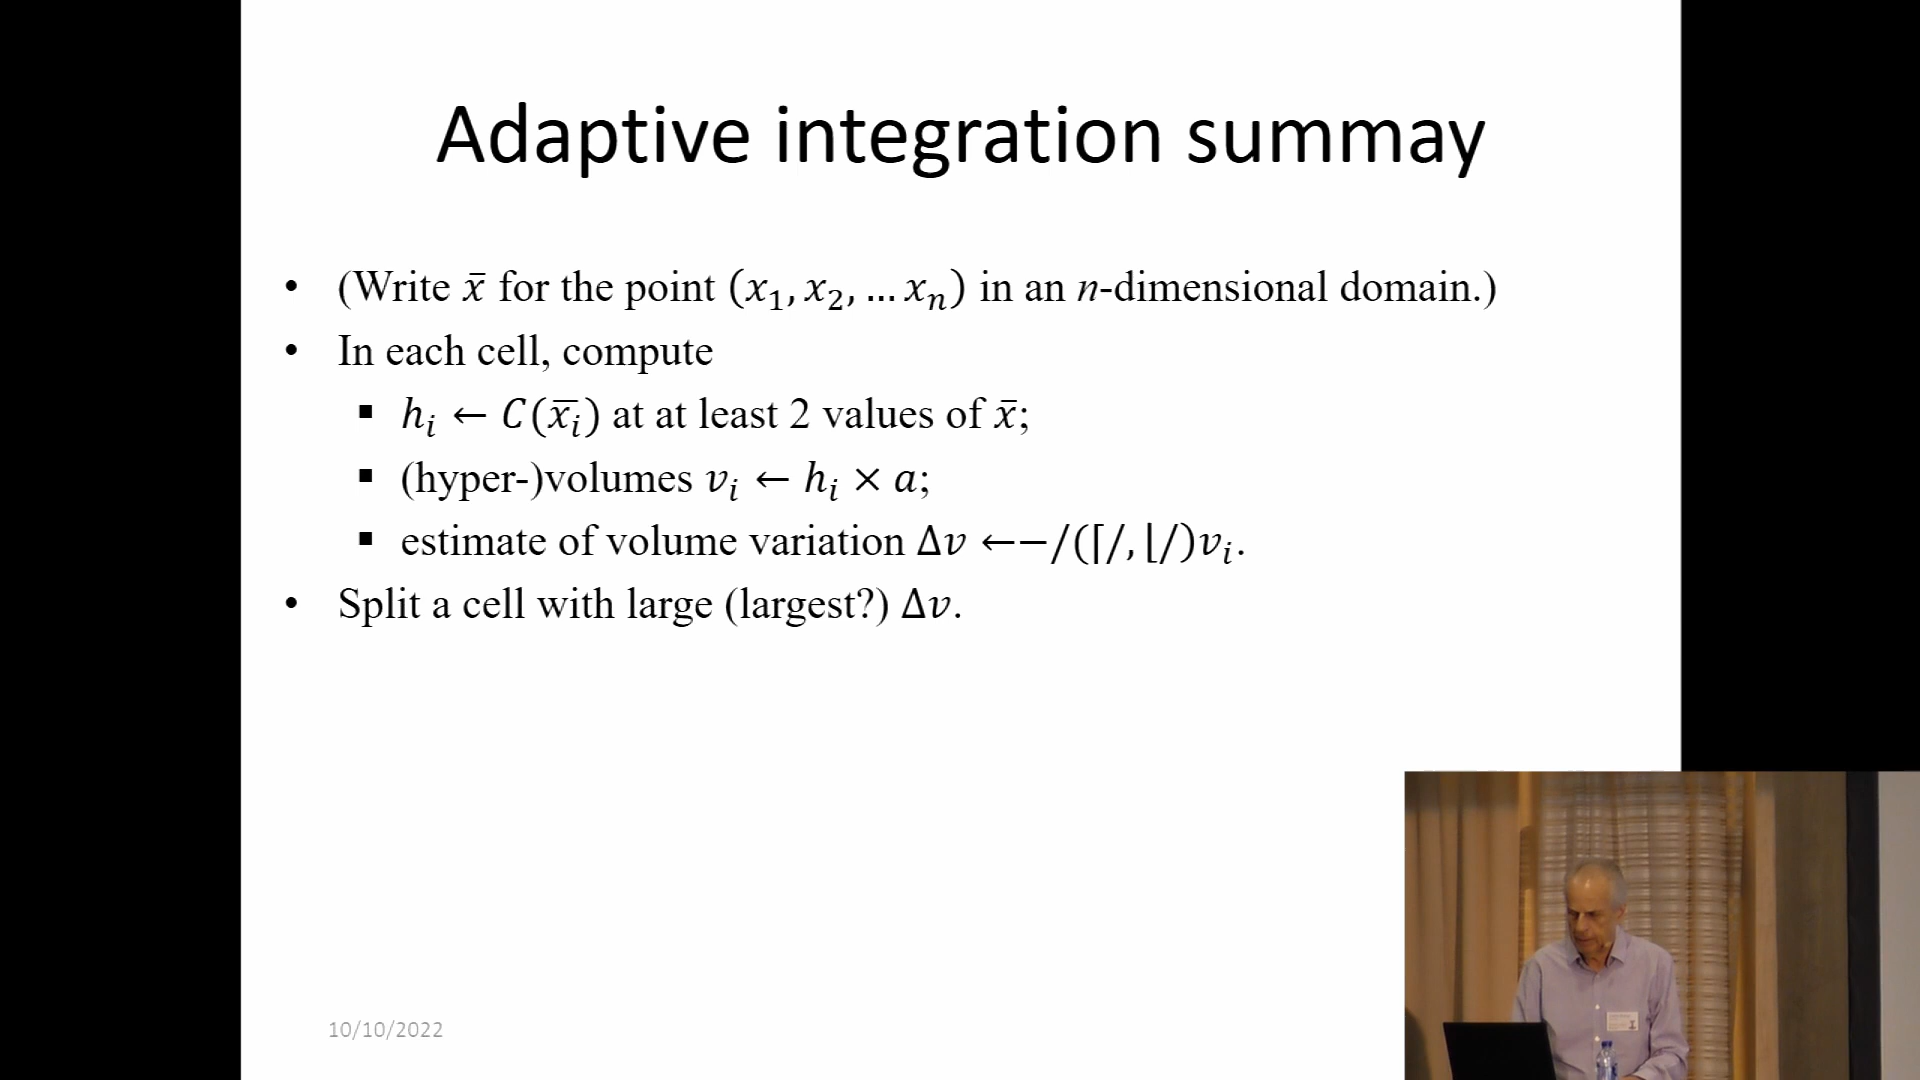 Adaptive integration summay
• (Write x̄ for the point (x₁, x₂, … xₙ) in an n-dimensional domain.)
• In each cell, compute
▪ hᵢ ← C(x̄ᵢ) at at least 2 values of x̄;
▪ (hyper-)volumes vᵢ ← hᵢ × a;
▪ estimate of volume variation Δv ←−/(⌈/, ⌊/)vᵢ.
• Split a cell with large (largest?) Δv.
10/10/2022